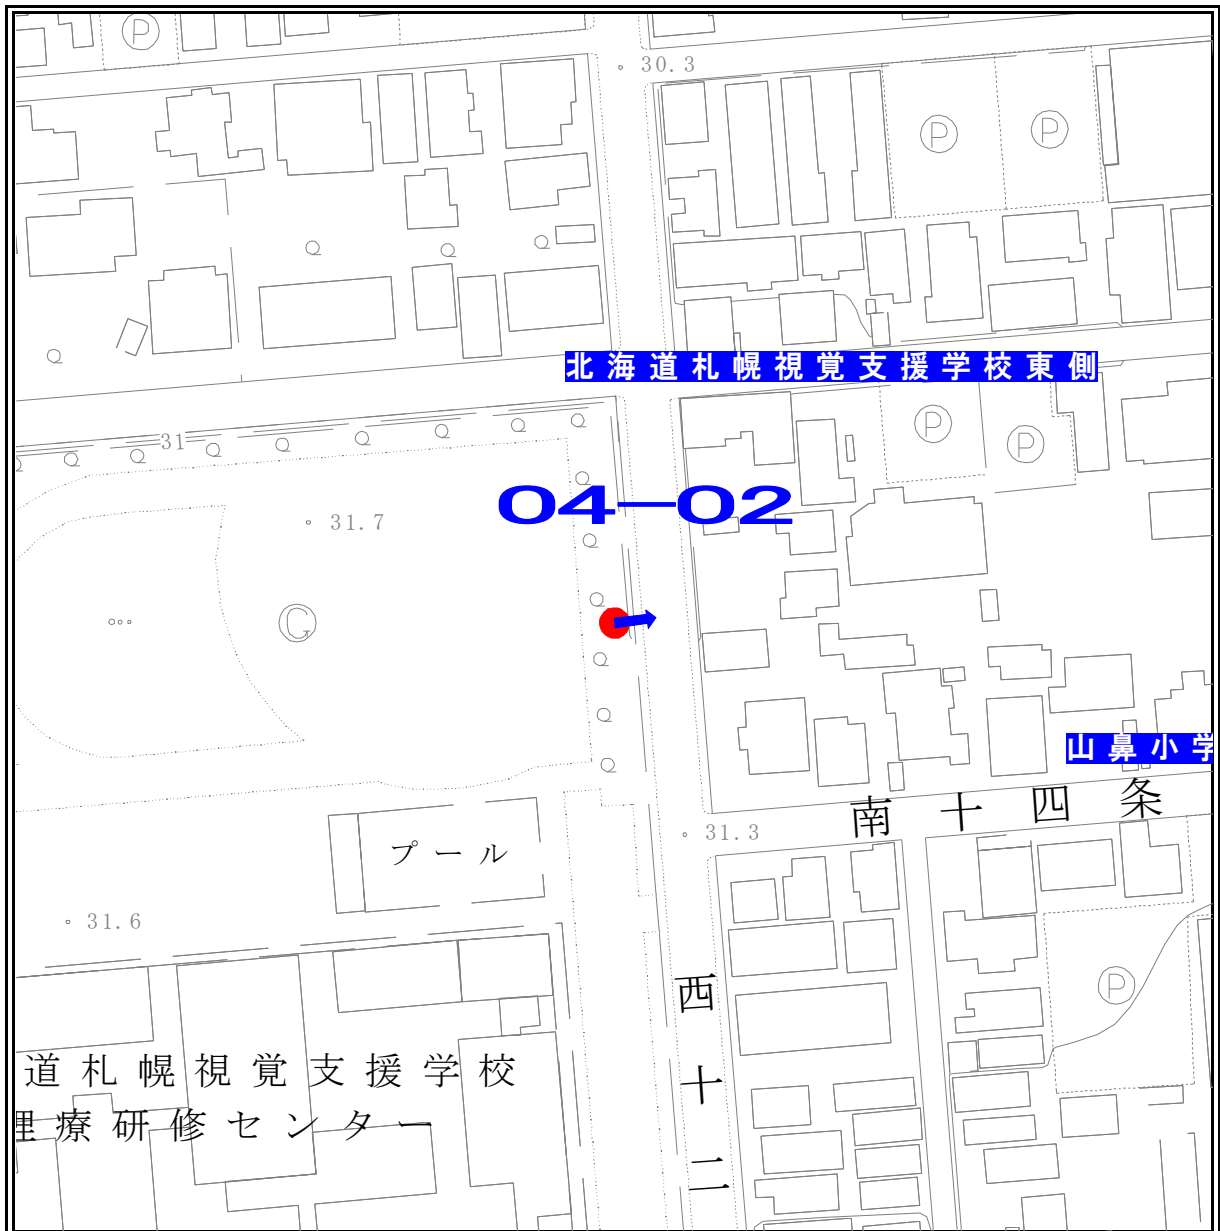 P
30.3
P P
北海道札幌視覚支援学校東側
31
P P
04-02
31.7
G
山鼻小学
南十四条
31.3
プール
31.6
P
西十二
道札幌視覚支援学校
理療研修センター